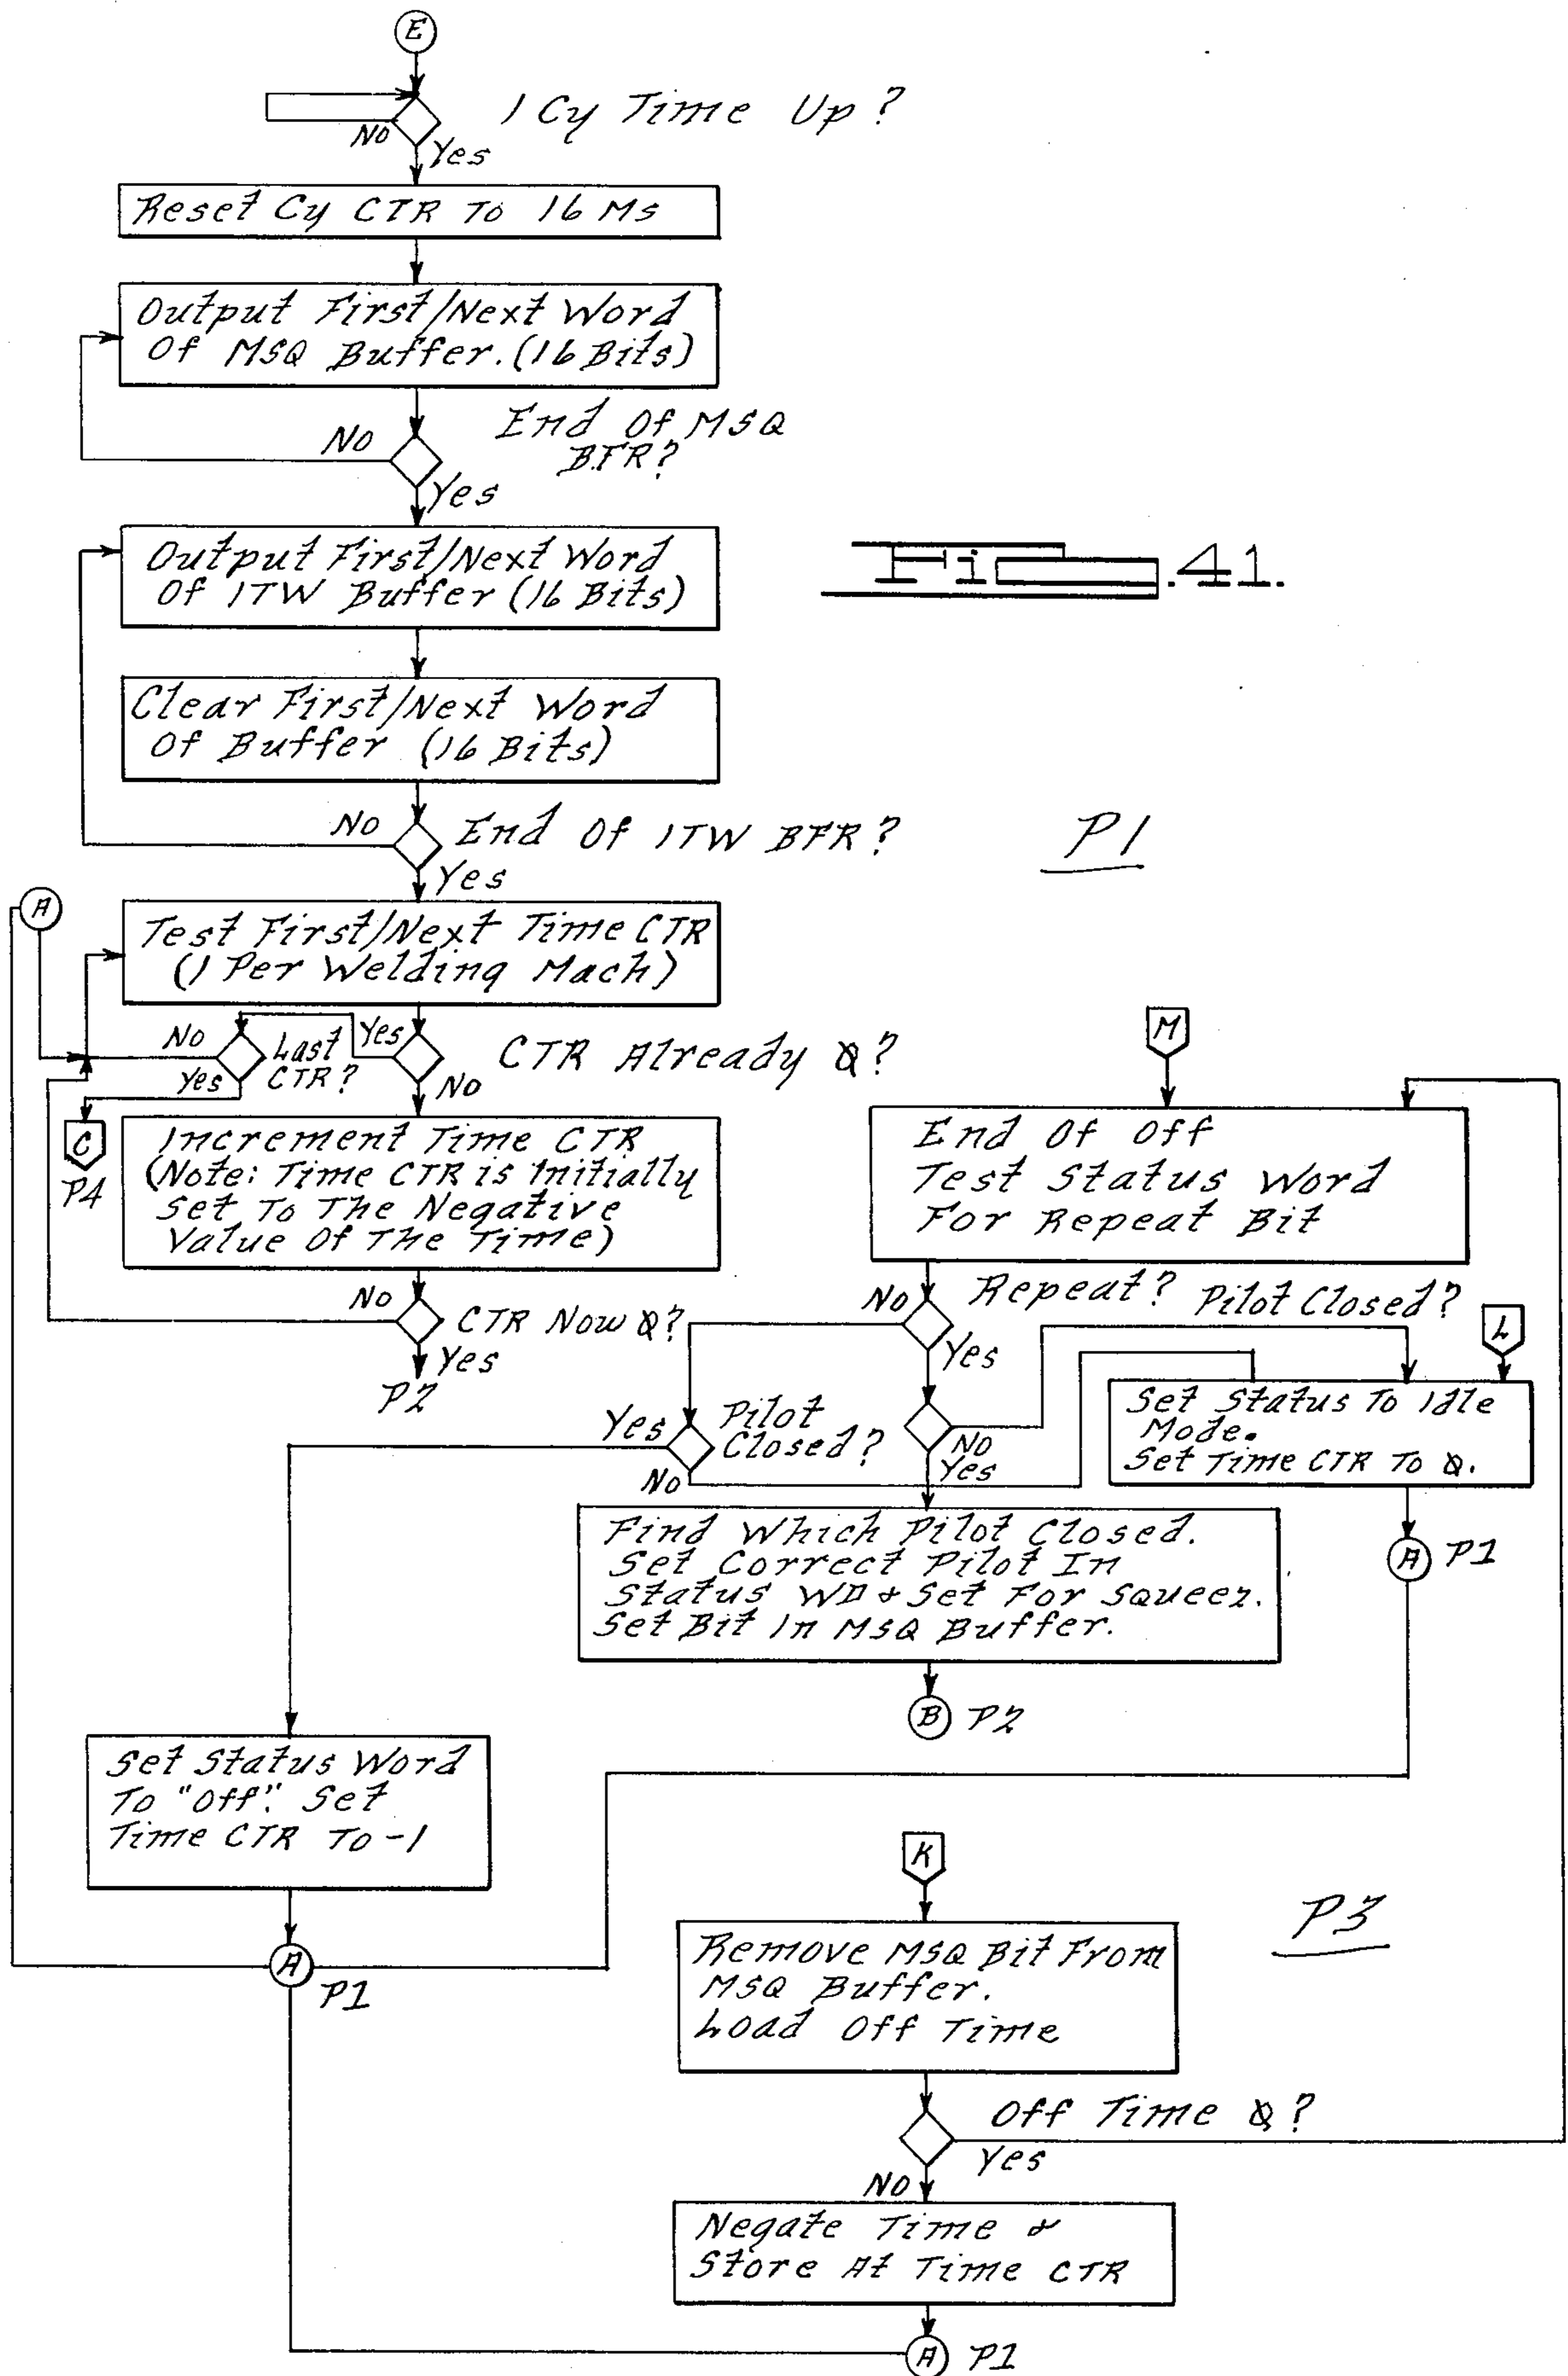 E
1 Cy Time Up?
No
Yes
Reset Cy CTR To 16 Ms
Output First/Next Word
Of MSQ Buffer. (16 Bits)
No
End Of MSQ
BFR?
Yes
Output First/Next Word
Of ITW Buffer (16 Bits)
Fig. 41.
Clear First/Next Word
Of Buffer (16 Bits)
No
End Of ITW BFR?
Yes
P1
A
Test First/Next Time CTR
(1 Per Welding Mach)
No
Last
CTR?
Yes
Yes
CTR Already 0̸?
No
C
P4
Increment Time CTR
(Note: Time CTR is Initially
Set To The Negative
Value Of The Time)
No
CTR Now 0̸?
Yes
P2
M
End Of Off
Test Status Word
For Repeat Bit
No
Repeat?
Yes
Pilot Closed?
L
Yes
Pilot
Closed?
No
No
Yes
Set Status To Idle
Mode.
Set Time CTR To 0̸.
Find Which Pilot Closed.
Set Correct Pilot In
Status WD & Set For Squeez.
Set Bit In MSQ Buffer.
A P1
B P2
Set Status Word
To "Off". Set
Time CTR To -1
A
P1
K
P3
Remove MSQ Bit From
MSQ Buffer.
Load Off Time
Off Time 0̸?
Yes
No
Negate Time &
Store At Time CTR
A P1